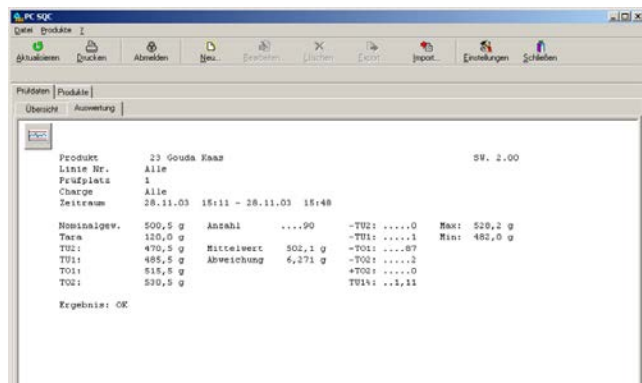 PC SQC
Datei Produkte ?
Aktualisieren Drucken Abmelden Neu... Bearbeiten Löschen Export Import... Einstellungen Schließen
Prüfdaten Produkte
Übersicht Auswertung
Produkt 23 Gouda Kaas SW. 2.00
Linie Nr. Alle
Prüfplatz 1
Charge Alle
Zeitraum 28.11.03 15:11 - 28.11.03 15:48
Nominalgew. 500,5 g Anzahl ....90 -TU2: .....0 Max: 528,2 g
Tara 120,0 g -TU1: .....1 Min: 482,0 g
TU2: 470,5 g Mittelwert 502,1 g -TO1: ....87
TU1: 485,5 g Abweichung 6,271 g -TO2: .....2
TO1: 515,5 g +TO2: .....0
TO2: 530,5 g TU1%: ..1,11
Ergebnis: OK